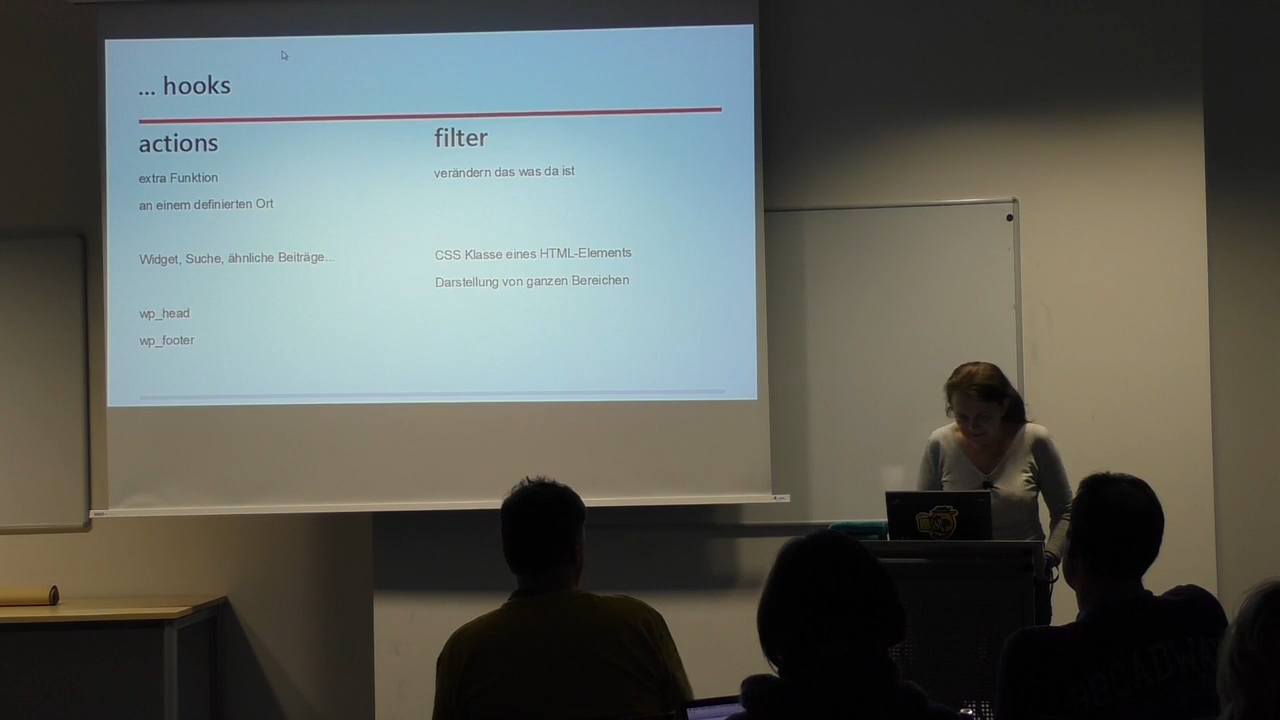 ... hooks
actions
extra Funktion
an einem definierten Ort
Widget, Suche, ähnliche Beiträge...
wp_head
wp_footer
filter
verändern das was da ist
CSS Klasse eines HTML-Elements
Darstellung von ganzen Bereichen